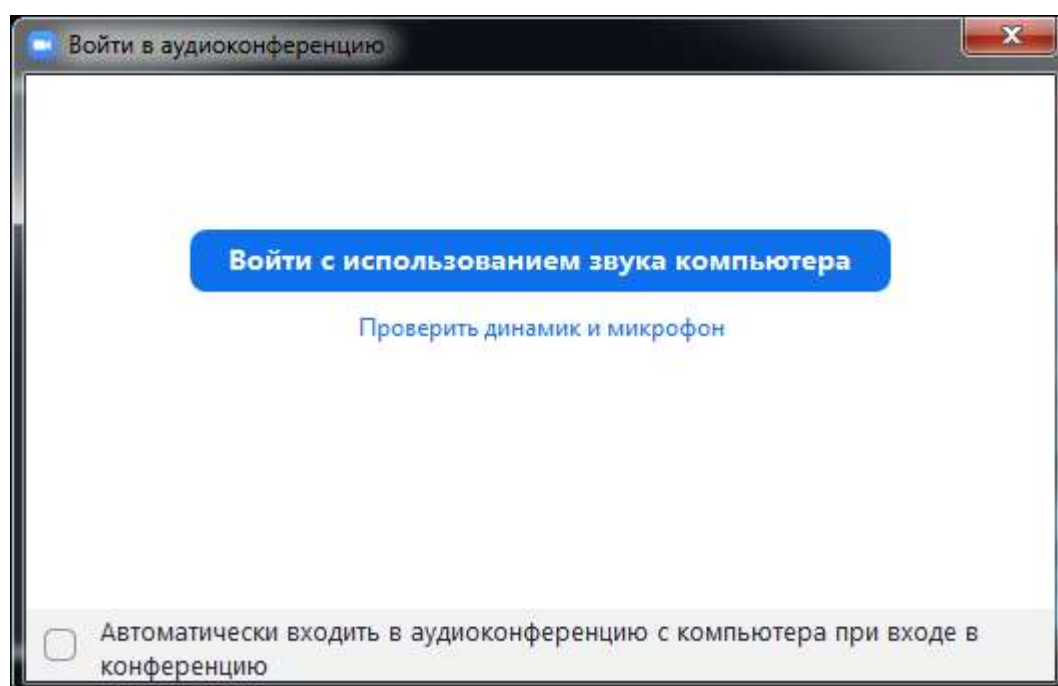 Войти в аудиоконференцию
Войти с использованием звука компьютера
Проверить динамик и микрофон
Автоматически входить в аудиоконференцию с компьютера при входе в
конференцию